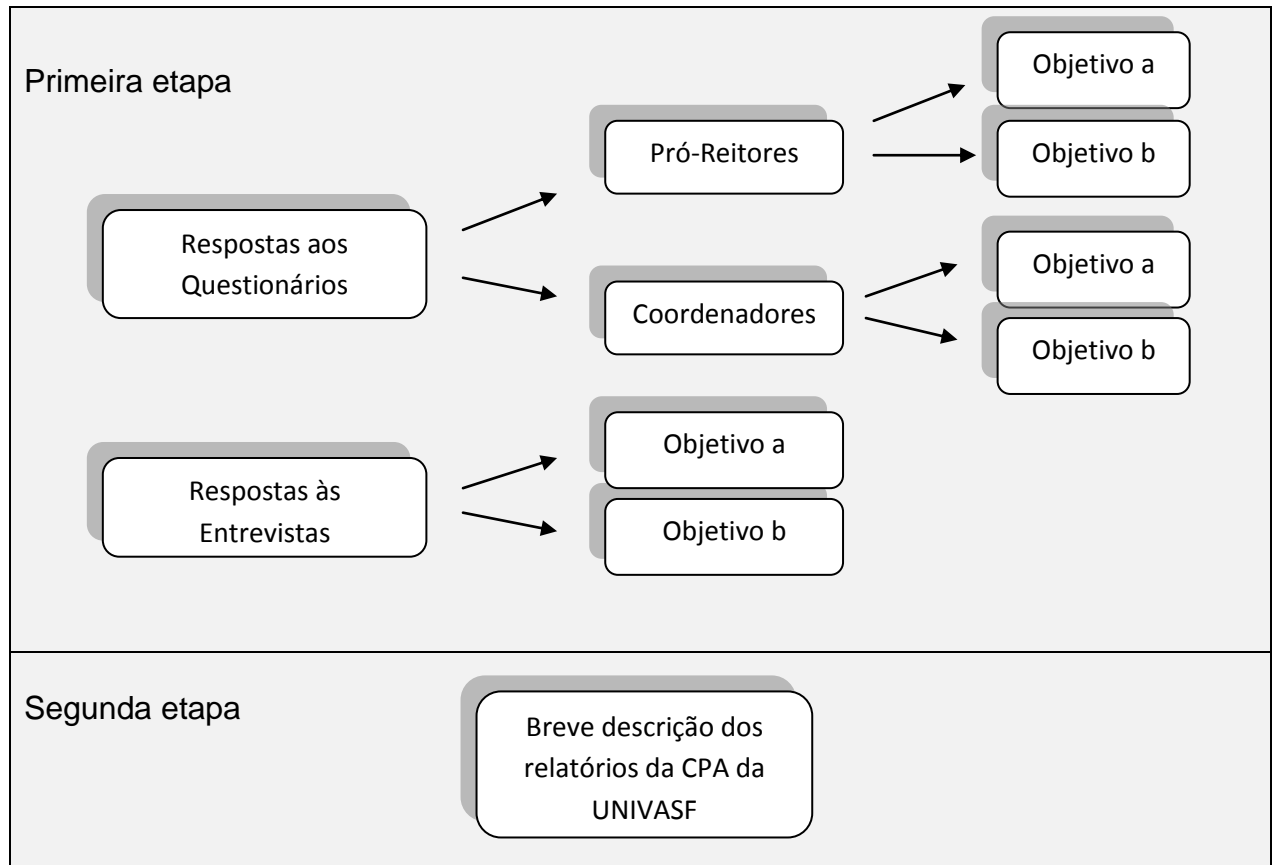 Primeira etapa
Respostas aos
Questionários
Pró-Reitores
Objetivo a
Objetivo b
Coordenadores
Objetivo a
Objetivo b
Respostas às
Entrevistas
Objetivo a
Objetivo b
Segunda etapa
Breve descrição dos
relatórios da CPA da
UNIVASF